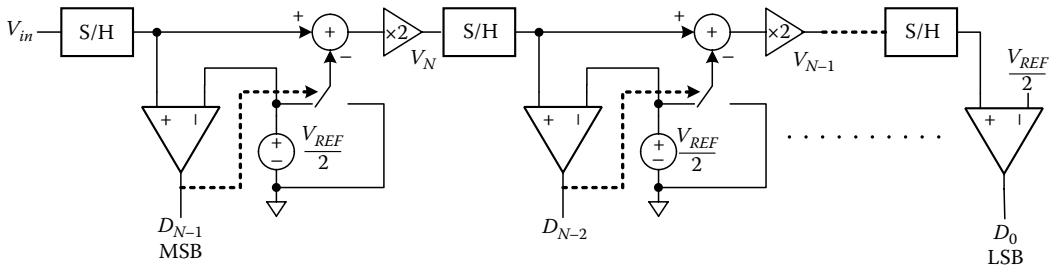 V_in
S/H
+
+
−
×2
V_N
S/H
+
+
−
×2
V_N–1
S/H
V_REF
2
+ −
+
−
V_REF
2
+ −
+
−
V_REF
2
. . . . . . . . . . .
+ −
D_N–1
MSB
D_N–2
D_0
LSB